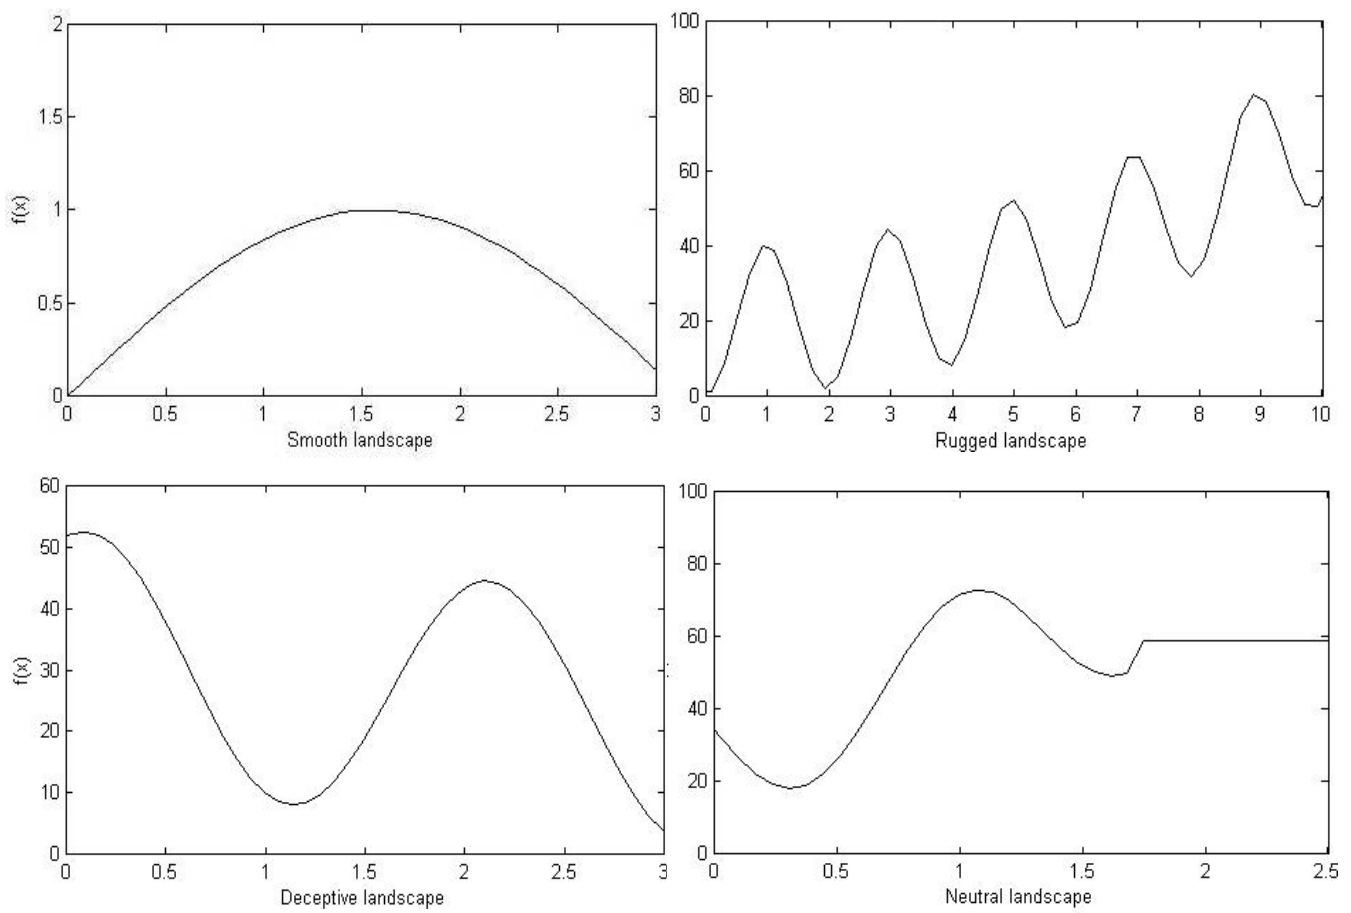 2
1.5
1
0.5
0
f(x)
0 0.5 1 1.5 2 2.5 3
Smooth landscape
100
80
60
40
20
0
0 1 2 3 4 5 6 7 8 9 10
Rugged landscape
60
50
40
30
20
10
0
f(x)
0 0.5 1 1.5 2 2.5 3
Deceptive landscape
100
80
60
40
20
0
0 0.5 1 1.5 2 2.5
Neutral landscape